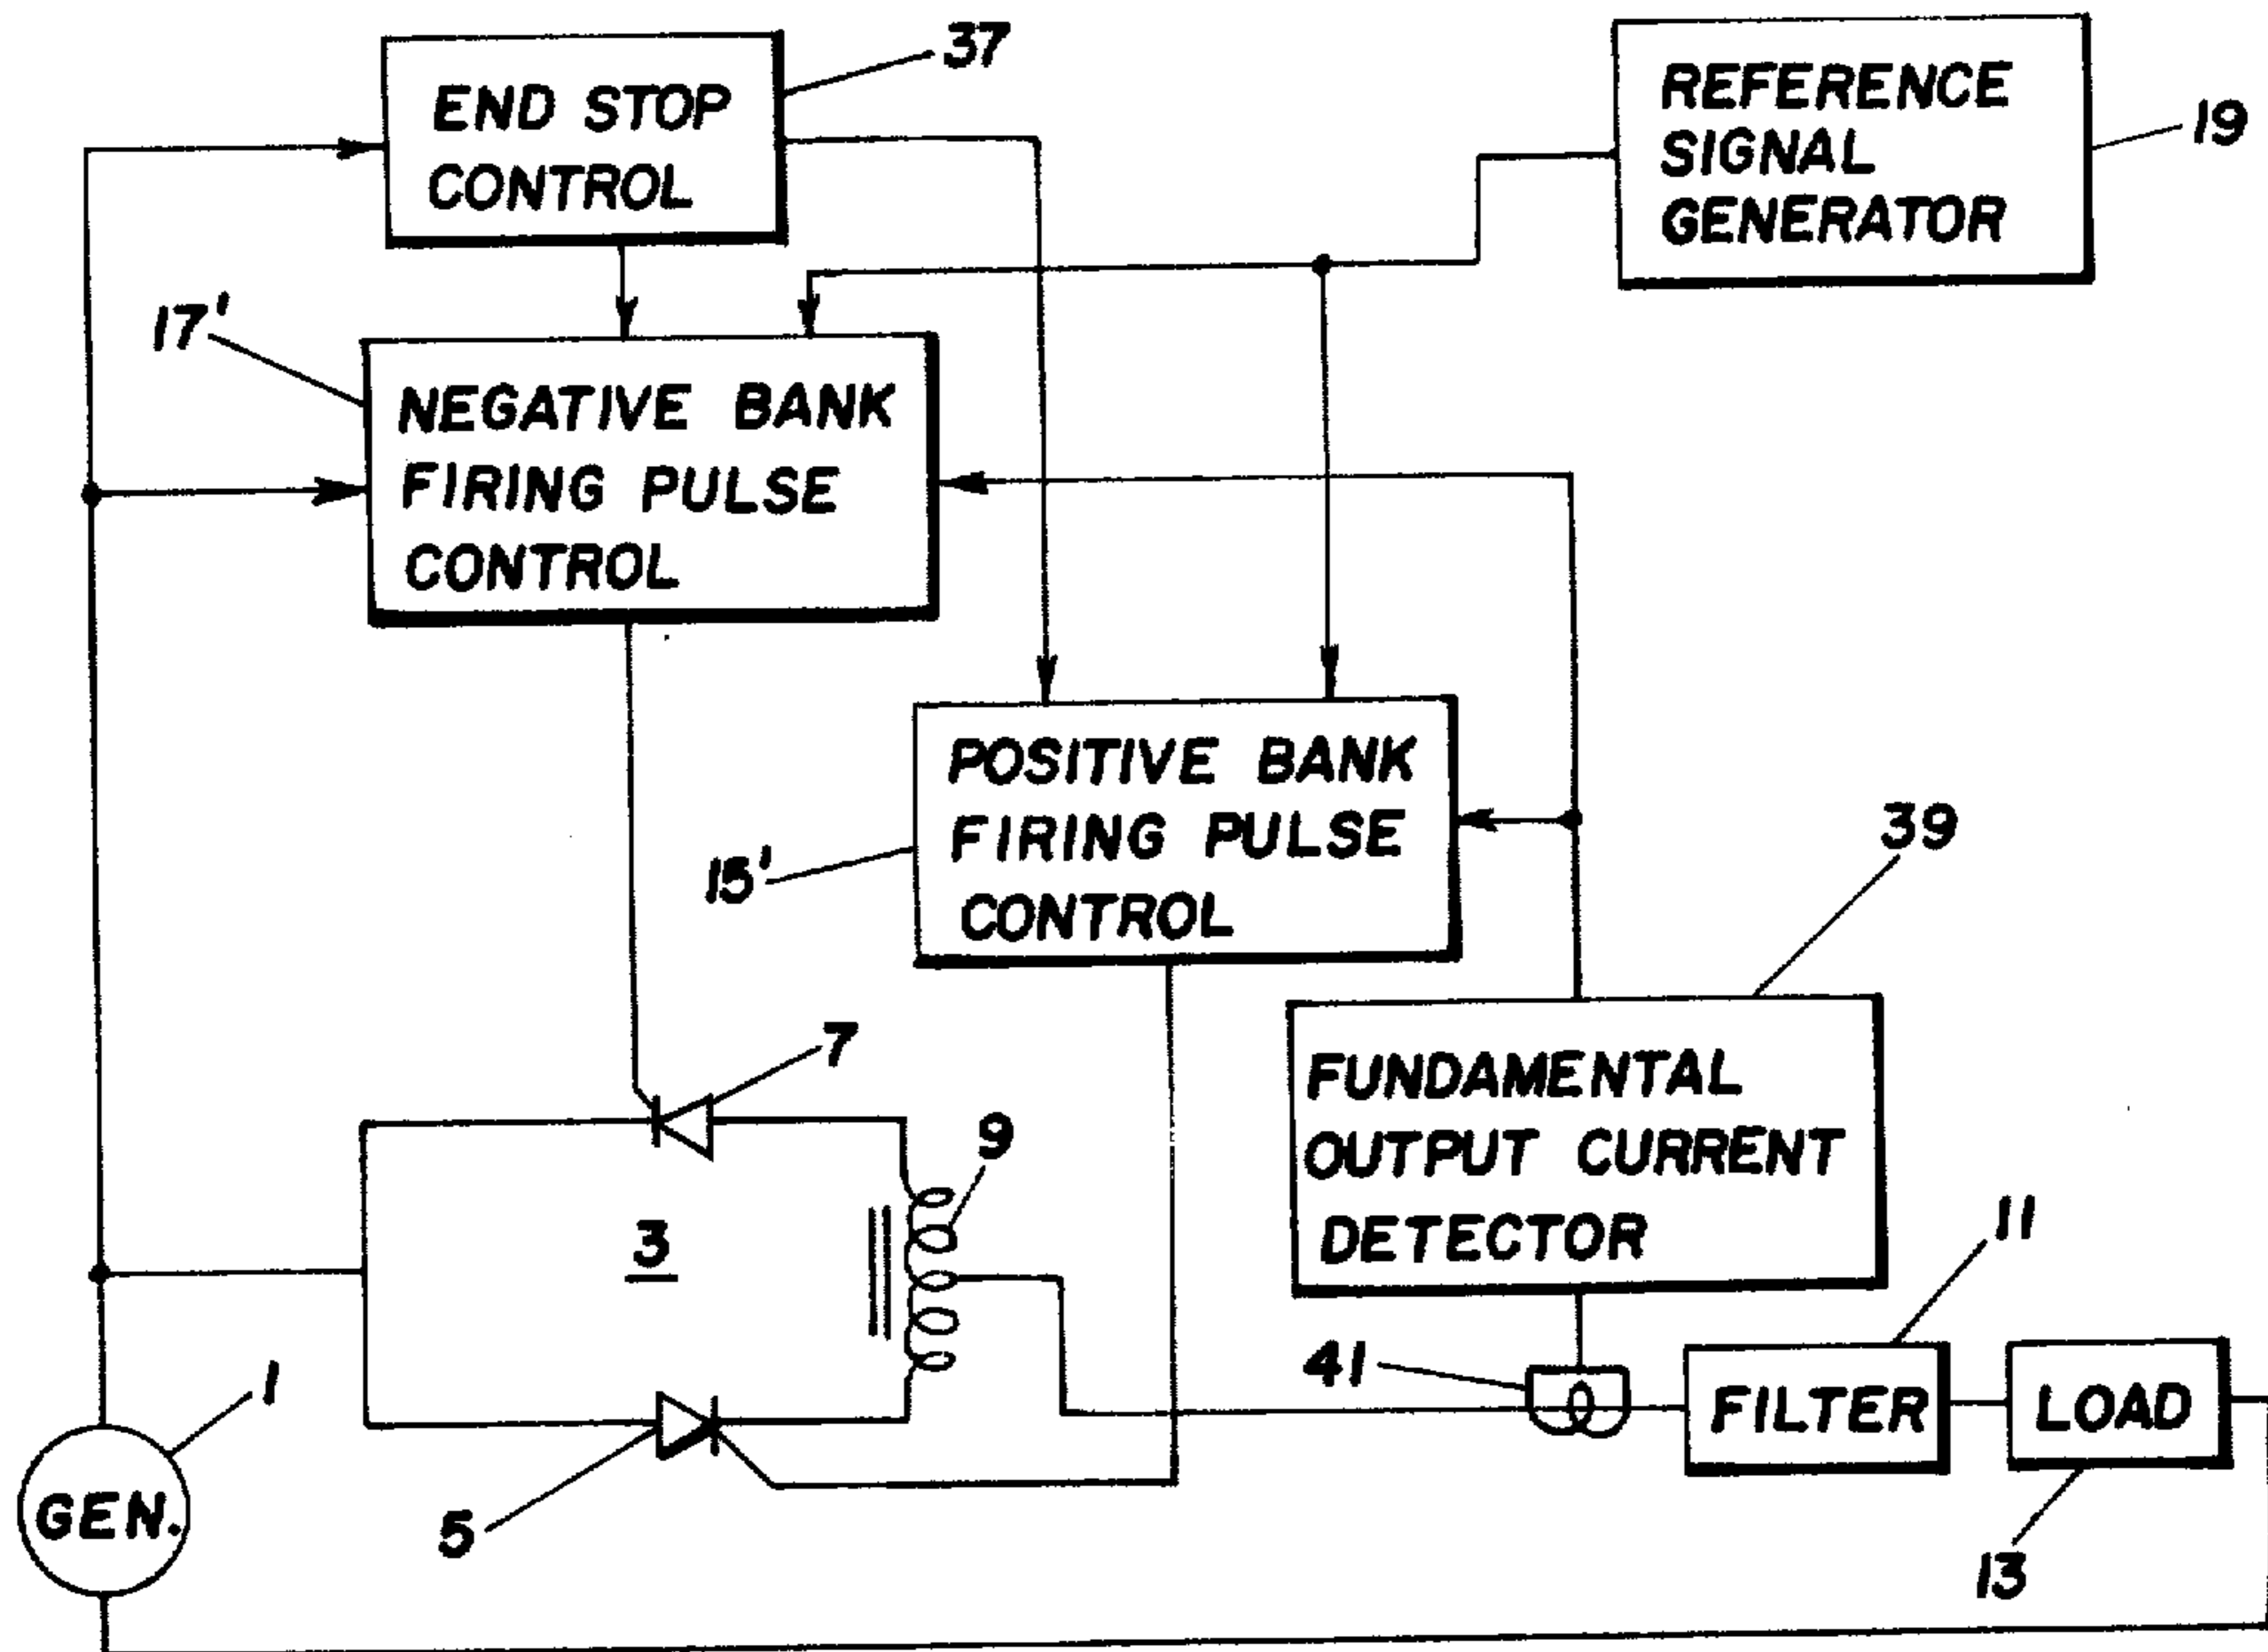 37
END STOP
CONTROL
REFERENCE
SIGNAL
GENERATOR
19
17'
NEGATIVE BANK
FIRING PULSE
CONTROL
POSITIVE BANK
FIRING PULSE
CONTROL
15'
39
FUNDAMENTAL
OUTPUT CURRENT
DETECTOR
7
9
3
11
41
1
FILTER
LOAD
GEN.
5
13